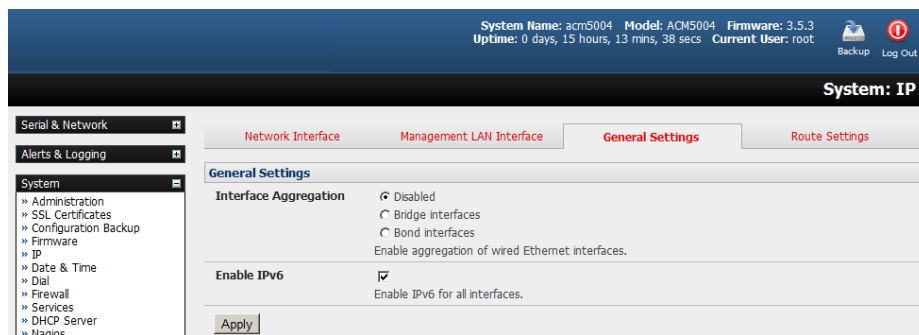 System Name: acm5004 Model: ACM5004 Firmware: 3.5.3
Uptime: 0 days, 15 hours, 13 mins, 38 secs Current User: root
Backup
Log Out
System: IP
Serial & Network
Alerts & Logging
System
» Administration
» SSL Certificates
» Configuration Backup
» Firmware
» IP
» Date & Time
» Dial
» Firewall
» Services
» DHCP Server
» Nagios
Network Interface
Management LAN Interface
General Settings
Route Settings
General Settings
Interface Aggregation
Disabled
Bridge interfaces
Bond interfaces
Enable aggregation of wired Ethernet interfaces.
Enable IPv6
Enable IPv6 for all interfaces.
Apply